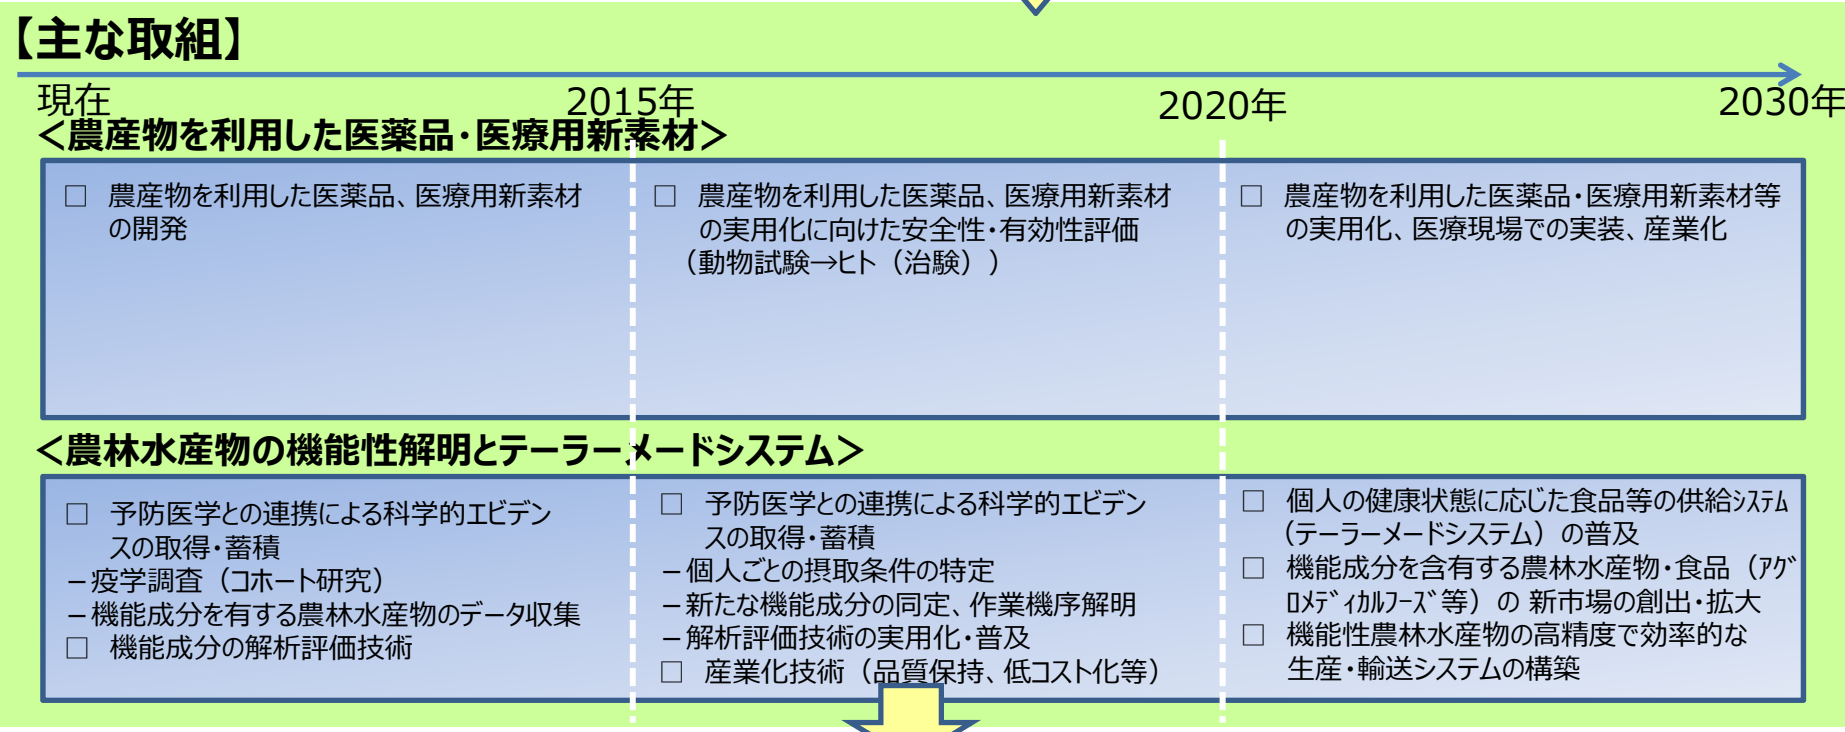 【主な取組】
現在 2015年 2020年 2030年
＜農産物を利用した医薬品・医療用新素材＞
□ 農産物を利用した医薬品、医療用新素材
の開発
□ 農産物を利用した医薬品、医療用新素材
の実用化に向けた安全性・有効性評価
（動物試験→ヒト（治験））
□ 農産物を利用した医薬品・医療用新素材等
の実用化、医療現場での実装、産業化
＜農林水産物の機能性解明とテーラーメードシステム＞
□ 予防医学との連携による科学的エビデン
スの取得・蓄積
－疫学調査（コホート研究）
－機能成分を有する農林水産物のデータ収集
□ 機能成分の解析評価技術
□ 予防医学との連携による科学的エビデン
スの取得・蓄積
－個人ごとの摂取条件の特定
－新たな機能成分の同定、作業機序解明
－解析評価技術の実用化・普及
□ 産業化技術（品質保持、低コスト化等）
□ 個人の健康状態に応じた食品等の供給ｼｽﾃﾑ
（テーラーメードシステム）の普及
□ 機能成分を含有する農林水産物・食品（ｱｸﾞ
ﾛﾒﾃﾞｨｶﾙﾌｰｽﾞ等）の 新市場の創出・拡大
□ 機能性農林水産物の高精度で効率的な
生産・輸送システムの構築